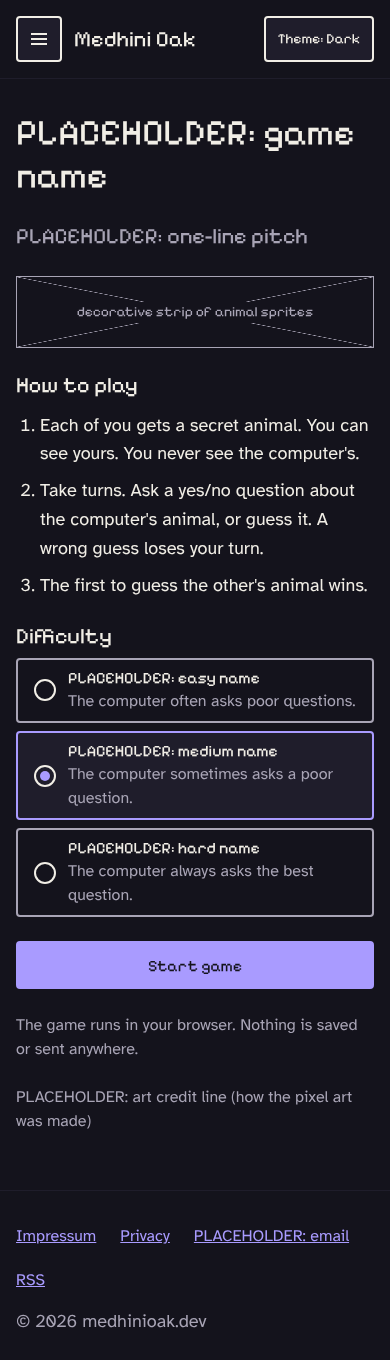 Medhini Oak
Theme: Dark
PLACEHOLDER: game
name
PLACEHOLDER: one-line pitch
decorative strip of animal sprites
How to play
1. Each of you gets a secret animal. You can
see yours. You never see the computer's.
2. Take turns. Ask a yes/no question about
the computer's animal, or guess it. A
wrong guess loses your turn.
3. The first to guess the other's animal wins.
Difficulty
PLACEHOLDER: easy name
The computer often asks poor questions.
PLACEHOLDER: medium name
The computer sometimes asks a poor
question.
PLACEHOLDER: hard name
The computer always asks the best
question.
Start game
The game runs in your browser. Nothing is saved
or sent anywhere.
PLACEHOLDER: art credit line (how the pixel art
was made)
Impressum Privacy PLACEHOLDER: email
RSS
© 2026 medhinioak.dev